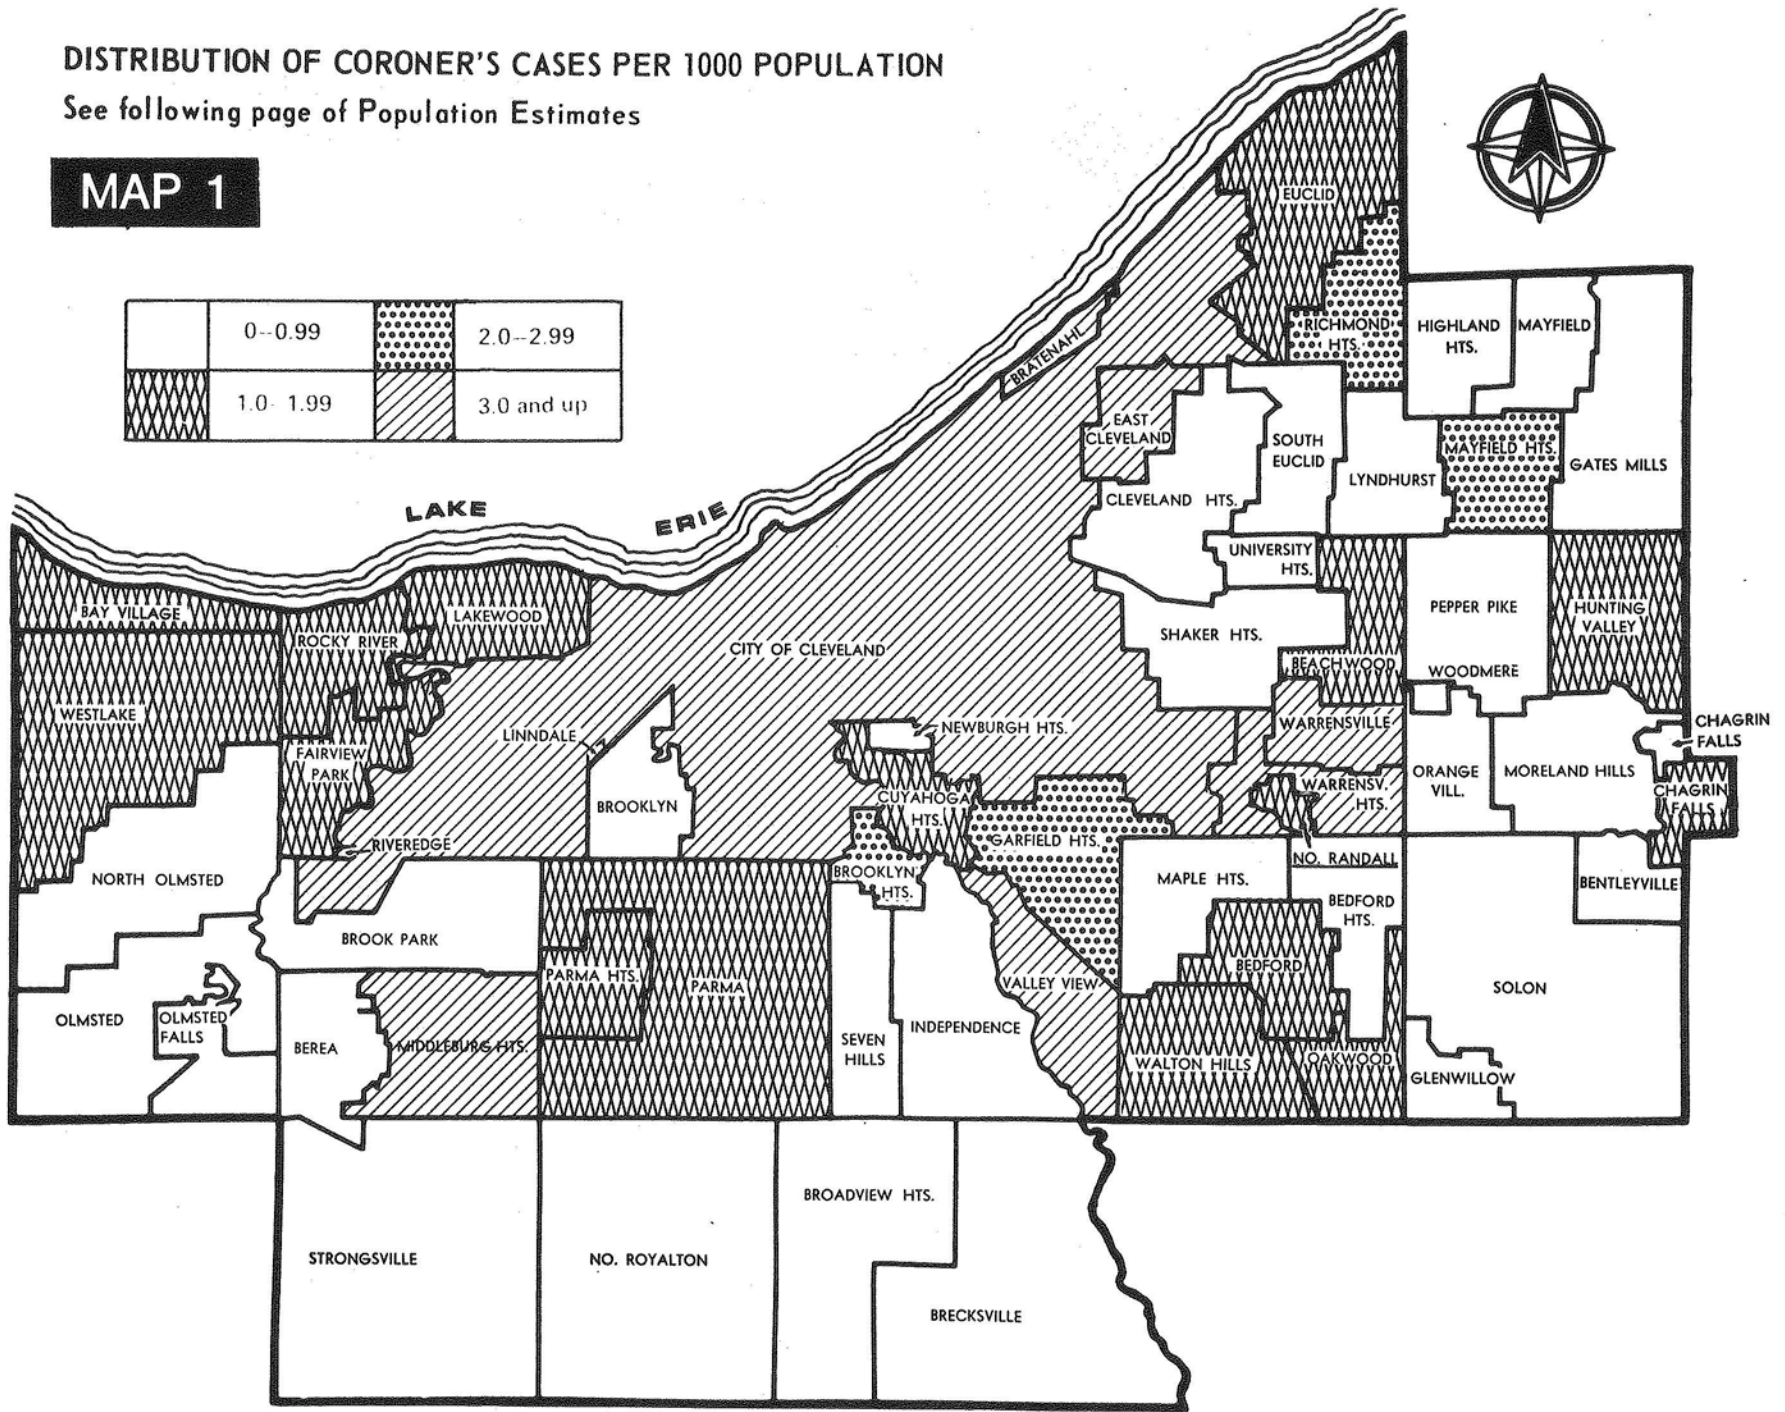 DISTRIBUTION OF CORONER'S CASES PER 1000 POPULATION
See following page of Population Estimates
MAP 1
0--0.99
2.0--2.99
1.0- 1.99
3.0 and up
LAKE ERIE
EUCLID
RICHMOND
HTS.
HIGHLAND
HTS.
MAYFIELD
BRATENAHL
EAST
CLEVELAND
SOUTH
EUCLID
LYNDHURST
MAYFIELD HTS.
GATES MILLS
CLEVELAND HTS.
UNIVERSITY
HTS.
BAY VILLAGE
ROCKY RIVER
LAKEWOOD
CITY OF CLEVELAND
SHAKER HTS.
PEPPER PIKE
HUNTING
VALLEY
BEACHWOOD
WOODMERE
WESTLAKE
LINNDALE
NEWBURGH HTS.
WARRENSVILLE
CHAGRIN
FALLS
FAIRVIEW
PARK
BROOKLYN
CUYAHOGA
HTS.
WARRENSV.
HTS.
ORANGE
VILL.
MORELAND HILLS
CHAGRIN
FALLS
RIVEREDGE
GARFIELD HTS.
NO. RANDALL
NORTH OLMSTED
BROOKLYN
HTS.
MAPLE HTS.
BEDFORD
HTS.
BENTLEYVILLE
BROOK PARK
PARMA HTS.
PARMA
VALLEY VIEW
BEDFORD
SOLON
OLMSTED
OLMSTED
FALLS
BEREA
MIDDLEBURG HTS.
SEVEN
HILLS
INDEPENDENCE
WALTON HILLS
OAKWOOD
GLENWILLOW
BROADVIEW HTS.
STRONGSVILLE
NO. ROYALTON
BRECKSVILLE